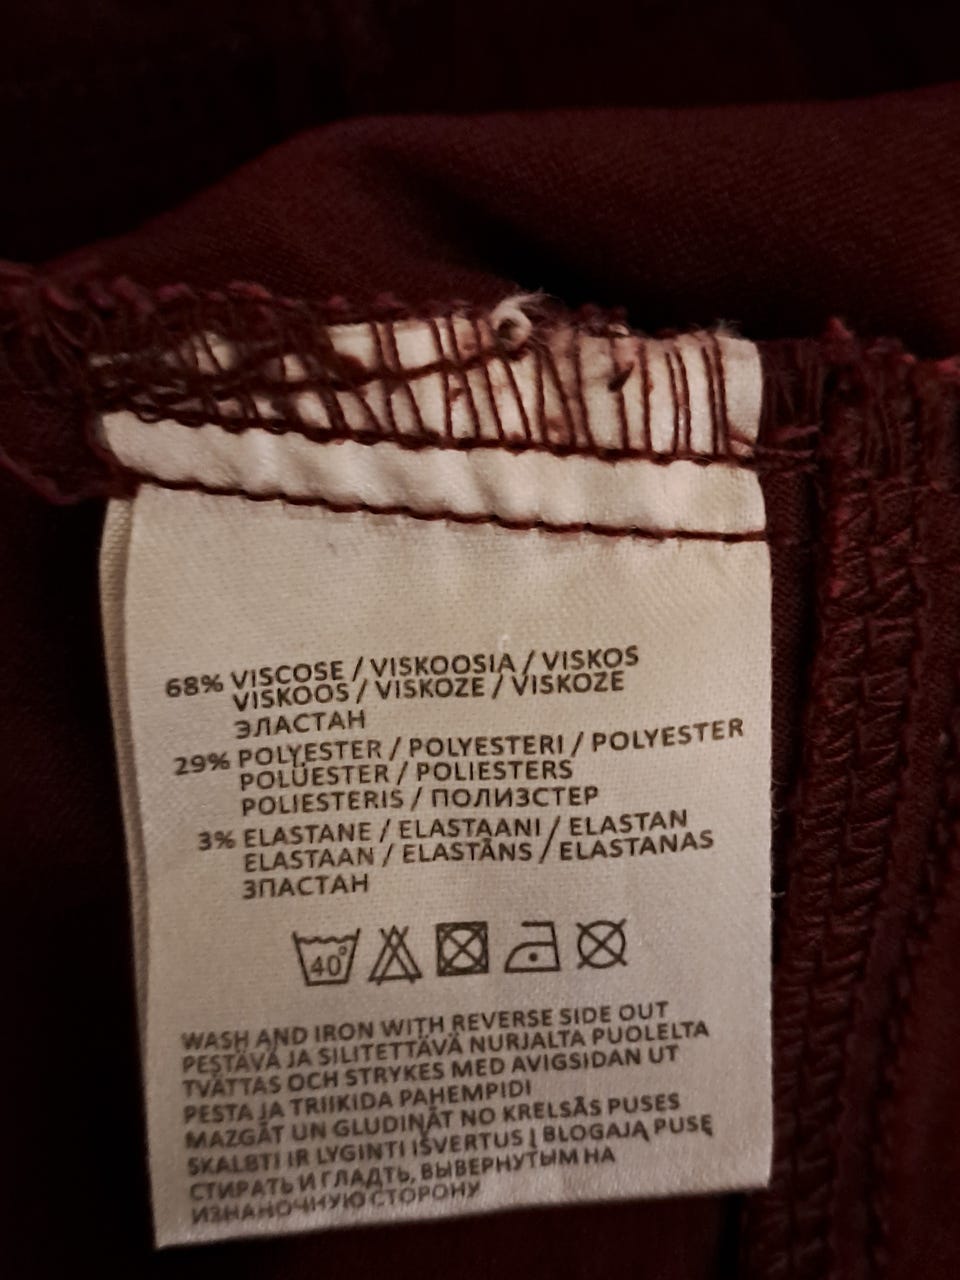 68% VISCOSE / VISKOOSIA / VISKOS
VISKOOS / VISKOZE / VISKOZE
ЭЛАСТАН
29% POLYESTER / POLYESTERI / POLYESTER
POLÜESTER / POLIESTERS
POLIESTERIS / ПОЛИЗСТЕР
3% ELASTANE / ELASTAANI / ELASTAN
ELASTAAN / ELASTĀNS / ELASTANAS
ЗПАСТАН
40°
WASH AND IRON WITH REVERSE SIDE OUT
PESTÄVÄ JA SILITETTÄVÄ NURJALTA PUOLELTA
TVÄTTAS OCH STRYKES MED AVIGSIDAN UT
PESTA JA TRIIKIDA PAHEMPIDI
MAZGĀT UN GLUDINĀT NO KRELSĀS PUSES
SKALBTI IR LYGINTI IŠVERTUS Į BLOGAJĄ PUSĘ
СТИРАТЬ И ГЛАДТЬ, ВЫВЕРНУТЫМ НА
ИЗНАНОЧНУЮ СТОРОНУ